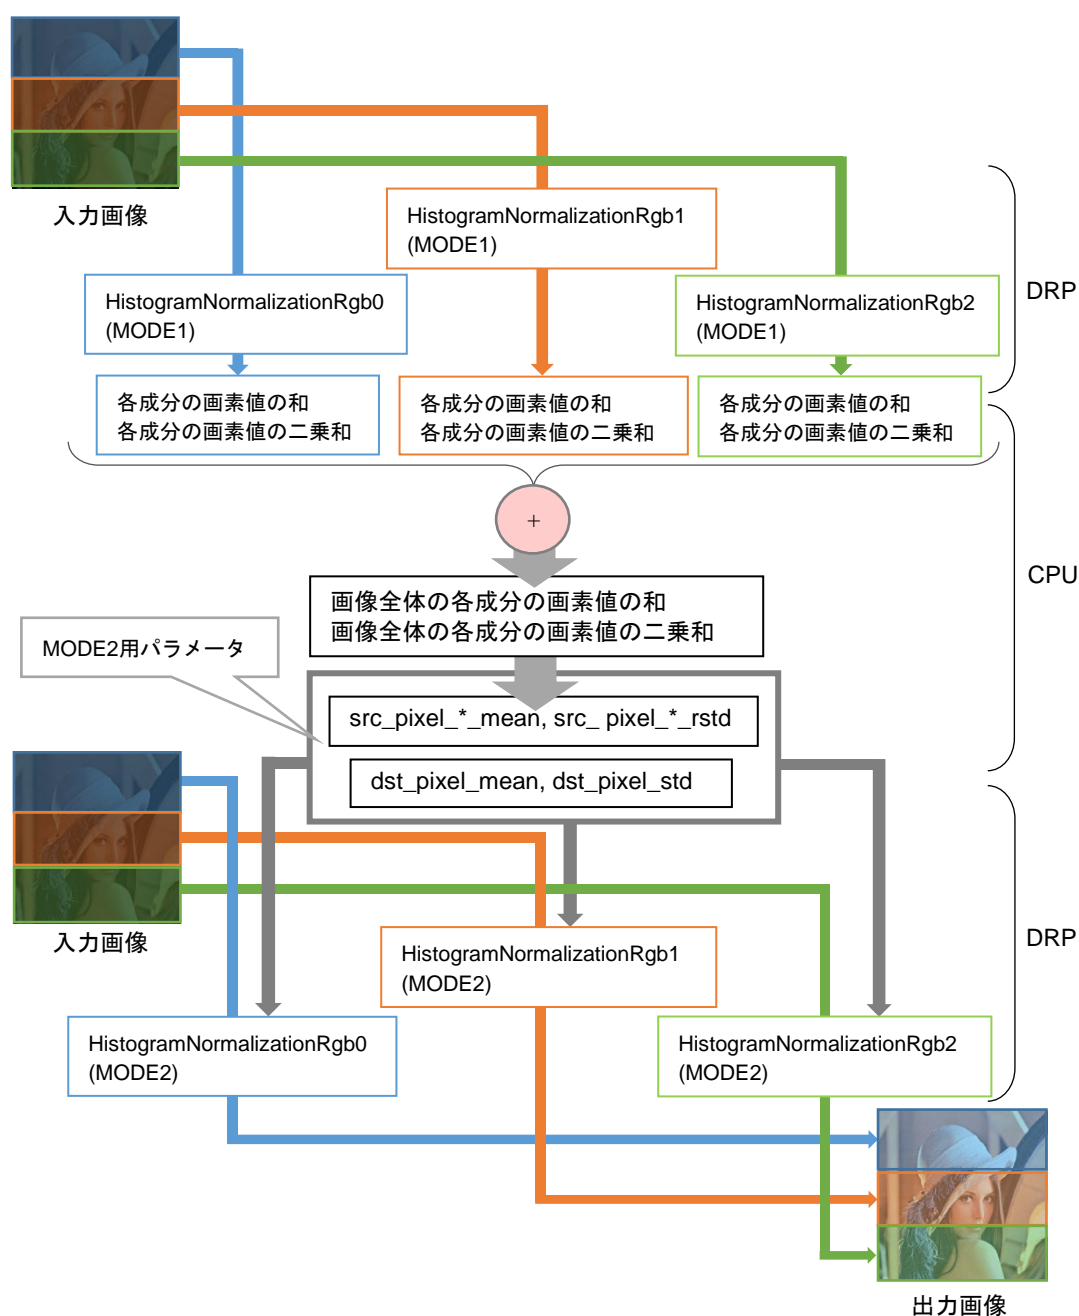 入力画像
HistogramNormalizationRgb1
(MODE1)
HistogramNormalizationRgb0
(MODE1)
HistogramNormalizationRgb2
(MODE1)
DRP
各成分の画素値の和
各成分の画素値の二乗和
各成分の画素値の和
各成分の画素値の二乗和
各成分の画素値の和
各成分の画素値の二乗和
+
CPU
画像全体の各成分の画素値の和
画像全体の各成分の画素値の二乗和
MODE2用パラメータ
src_pixel_*_mean, src_ pixel_*_rstd
dst_pixel_mean, dst_pixel_std
入力画像
DRP
HistogramNormalizationRgb1
(MODE2)
HistogramNormalizationRgb0
(MODE2)
HistogramNormalizationRgb2
(MODE2)
出力画像